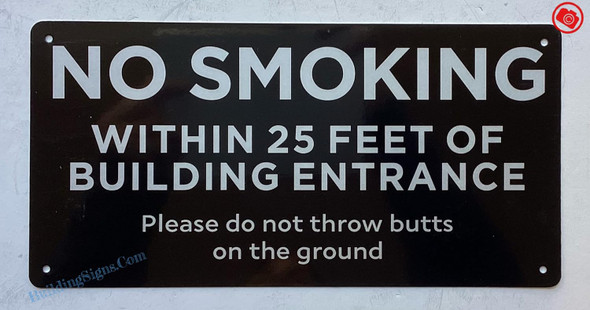 NO SMOKING
WITHIN 25 FEET OF
BUILDING ENTRANCE
Please do not throw butts
on the ground
BuildingSigns.Com